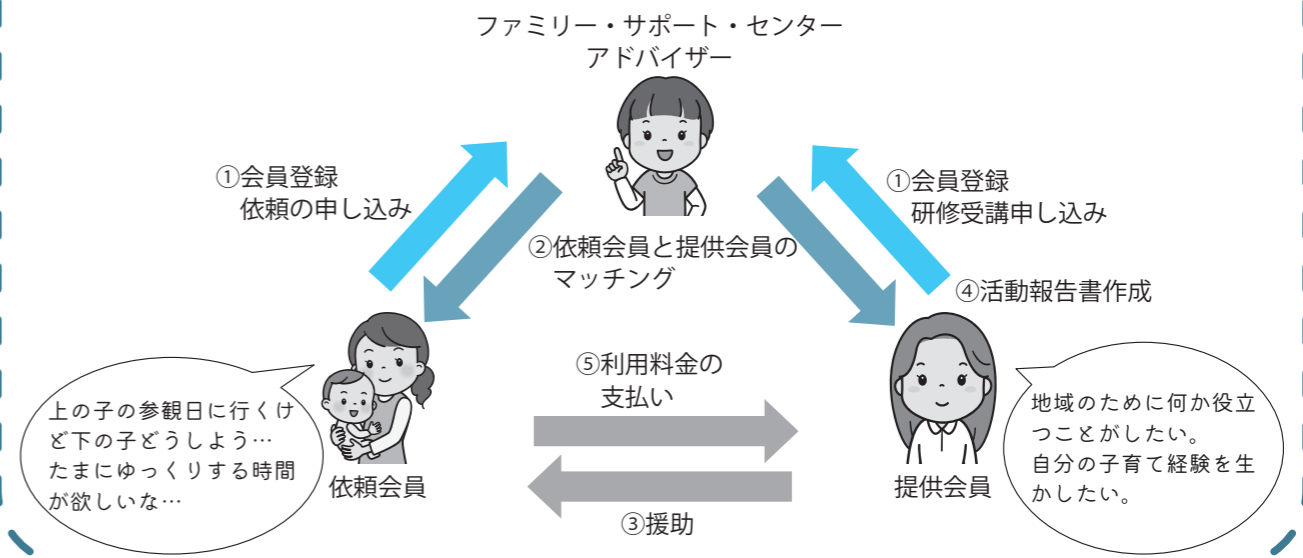 ファミリー・サポート・センター
アドバイザー
①会員登録
依頼の申し込み
①会員登録
研修受講申し込み
②依頼会員と提供会員の
マッチング
④活動報告書作成
⑤利用料金の
支払い
上の子の参観日に行くけ
ど下の子どうしよう…
たまにゆっくりする時間
が欲しいな…
依頼会員
提供会員
地域のために何か役立
つことがしたい。
自分の子育て経験を生
かしたい。
③援助